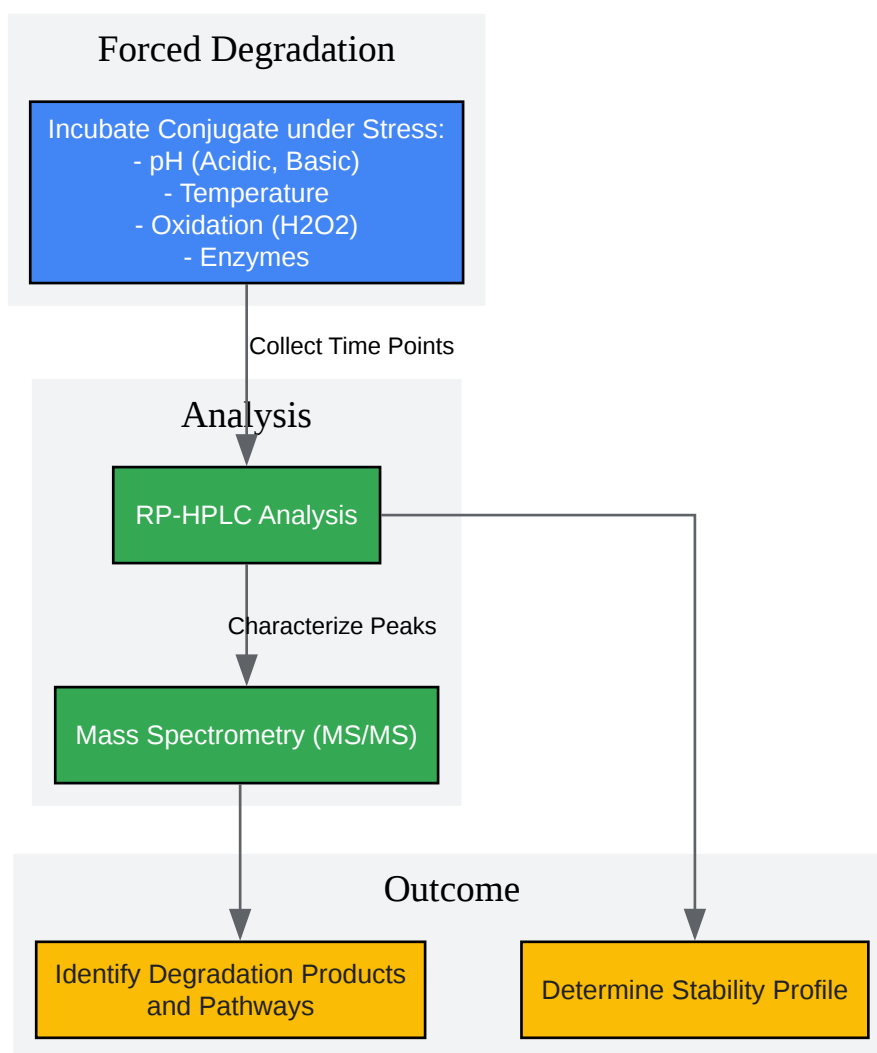 Forced Degradation
Incubate Conjugate under Stress:
- pH (Acidic, Basic)
- Temperature
- Oxidation (H2O2)
- Enzymes
Collect Time Points
Analysis
RP-HPLC Analysis
Characterize Peaks
Mass Spectrometry (MS/MS)
Outcome
Identify Degradation Products
and Pathways
Determine Stability Profile